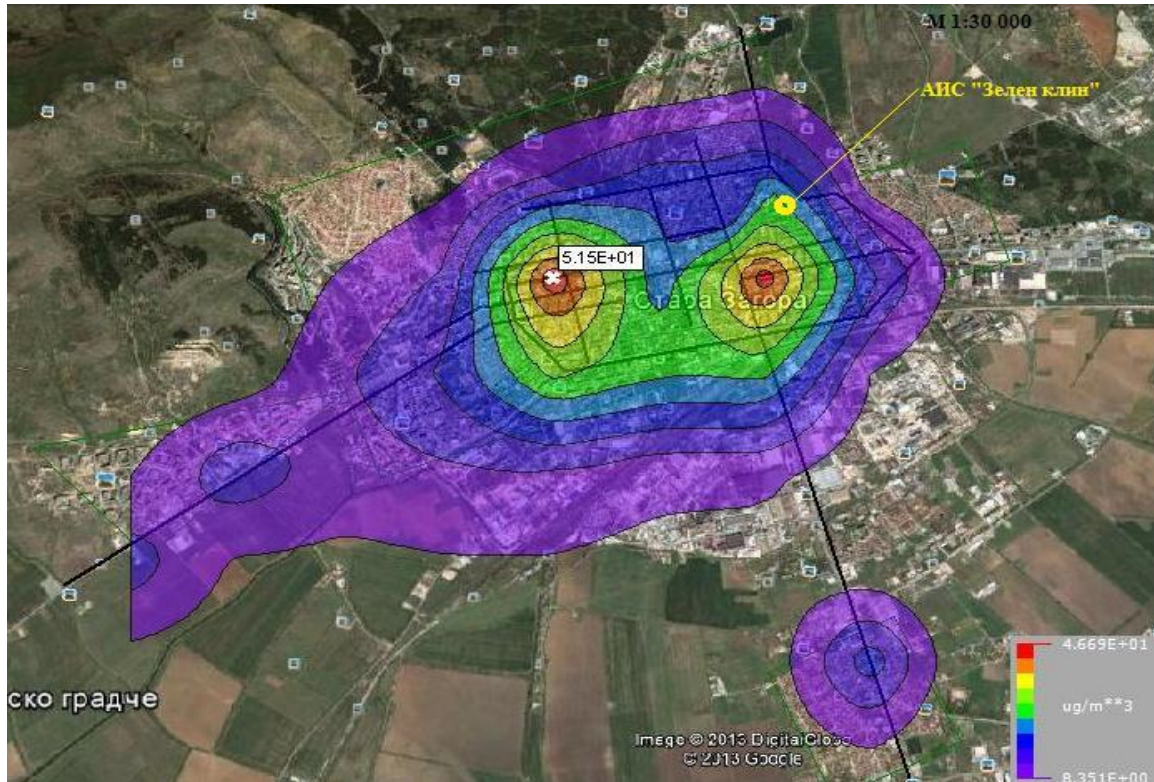 М 1:30 000
АИС "Зелен клин"
5.15E+01
Стара Загора
4.669E+01
ug/m**3
8.351E+00
ско градче
Image © 2013 DigitalGlobe
© 2013 Google